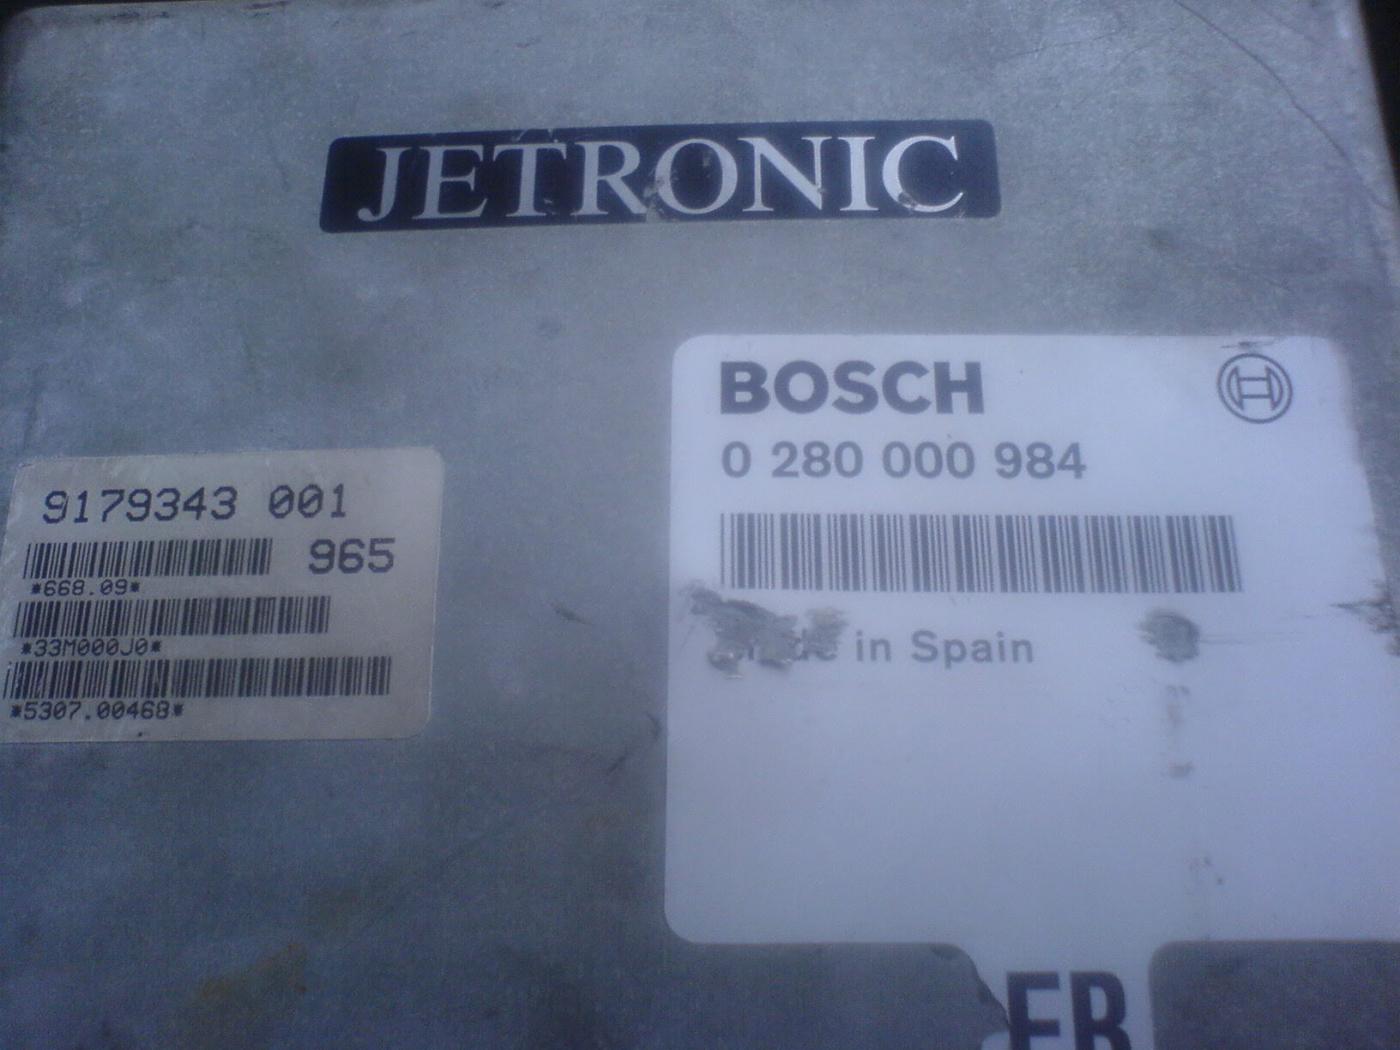 JETRONIC
BOSCH
0 280 000 984
in Spain
9179343 001
965
*668.09*
*33M000J0*
*5307.00468*